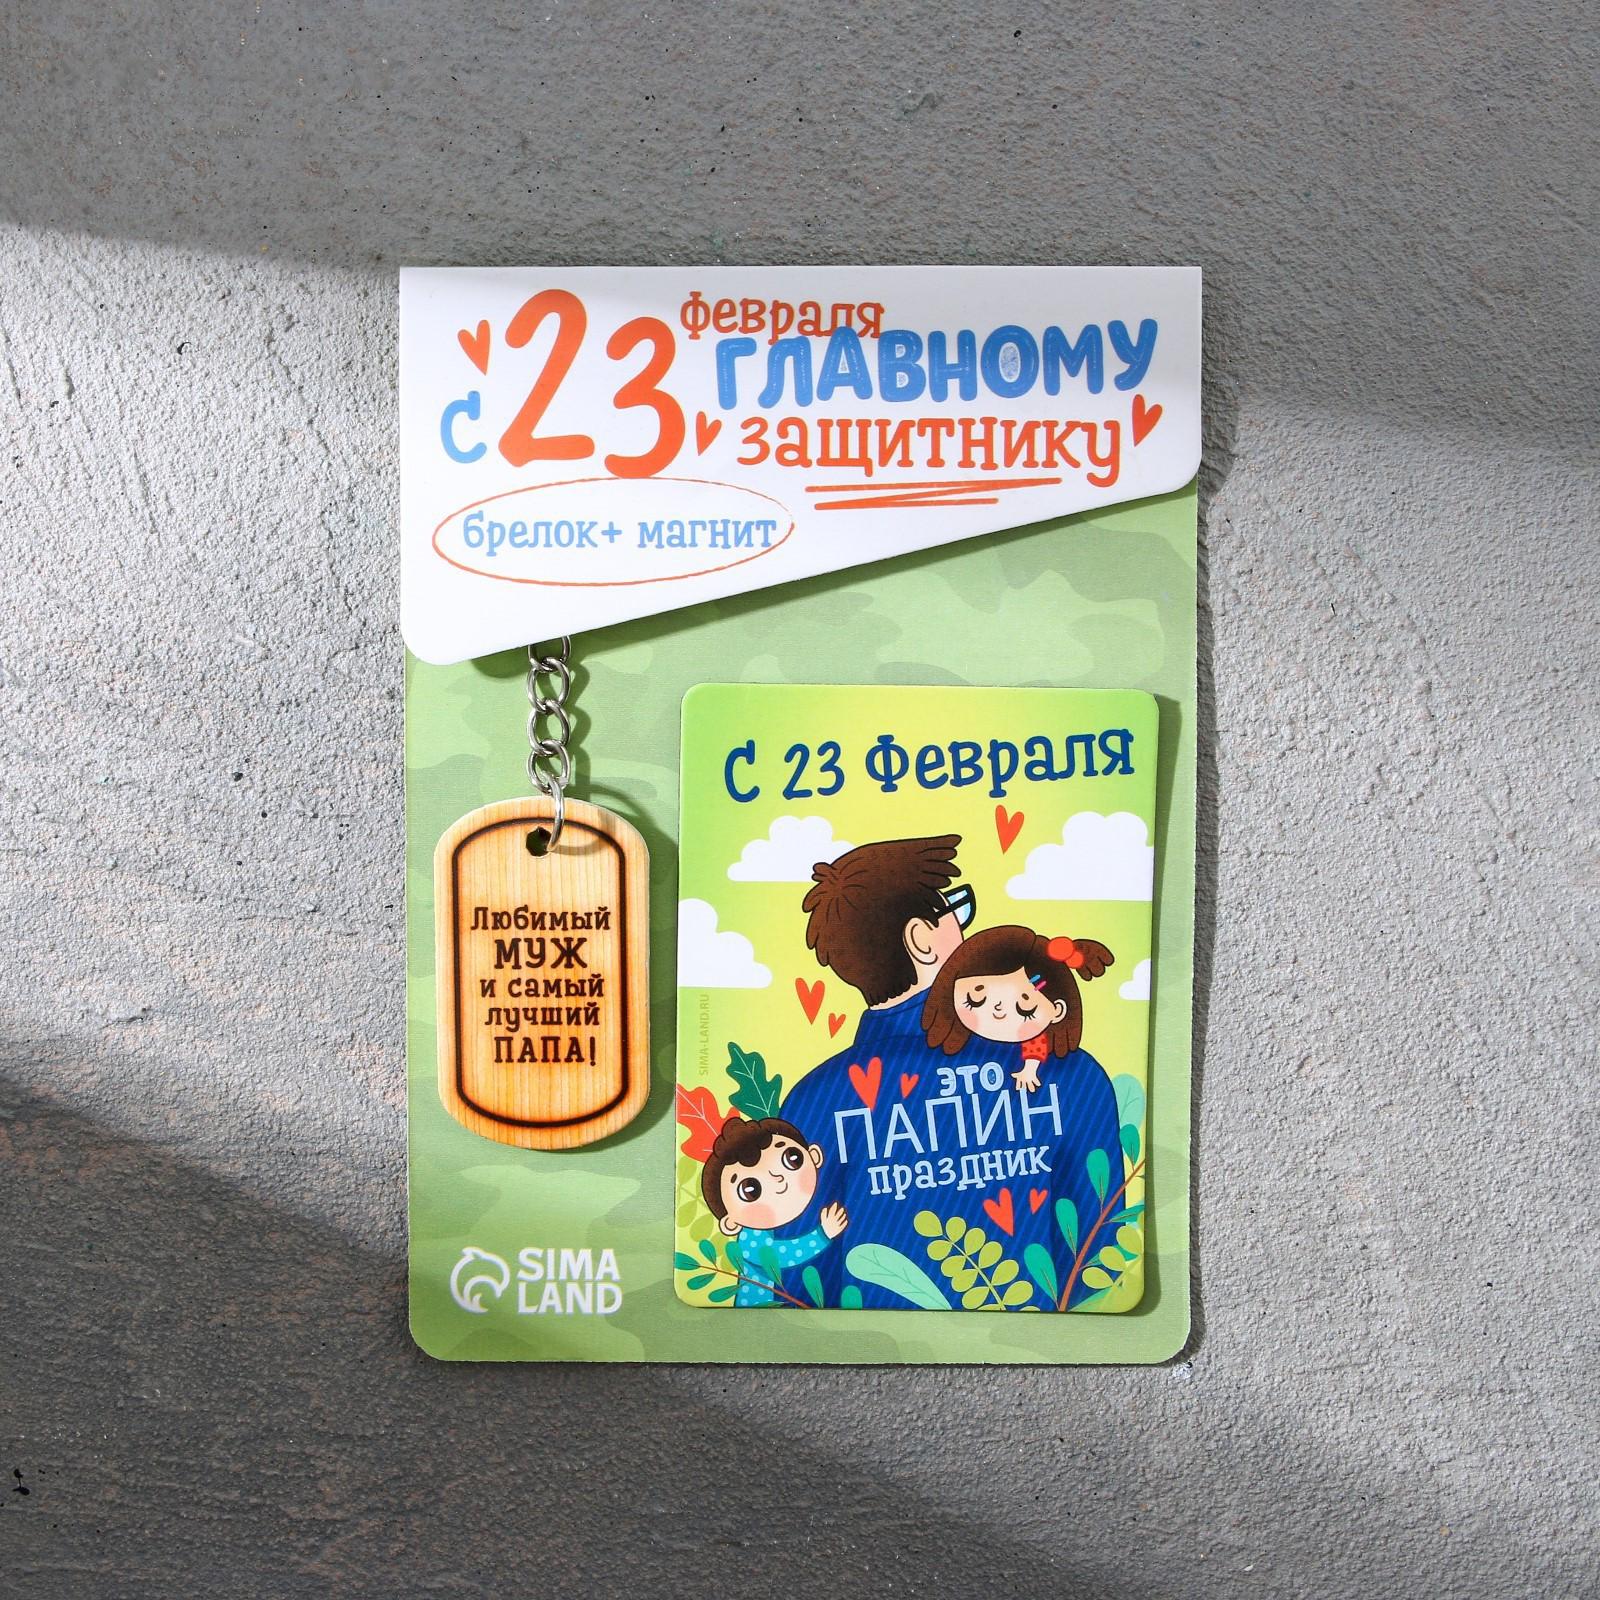 с 23 февраля
ГЛАВНОМУ
защитнику
брелок+ магнит
Любимый
МУЖ
и самый
лучший
ПАПА!
С 23 Февраля
SIMA-LAND.RU
это
ПАПИН
праздник
SIMA
LAND